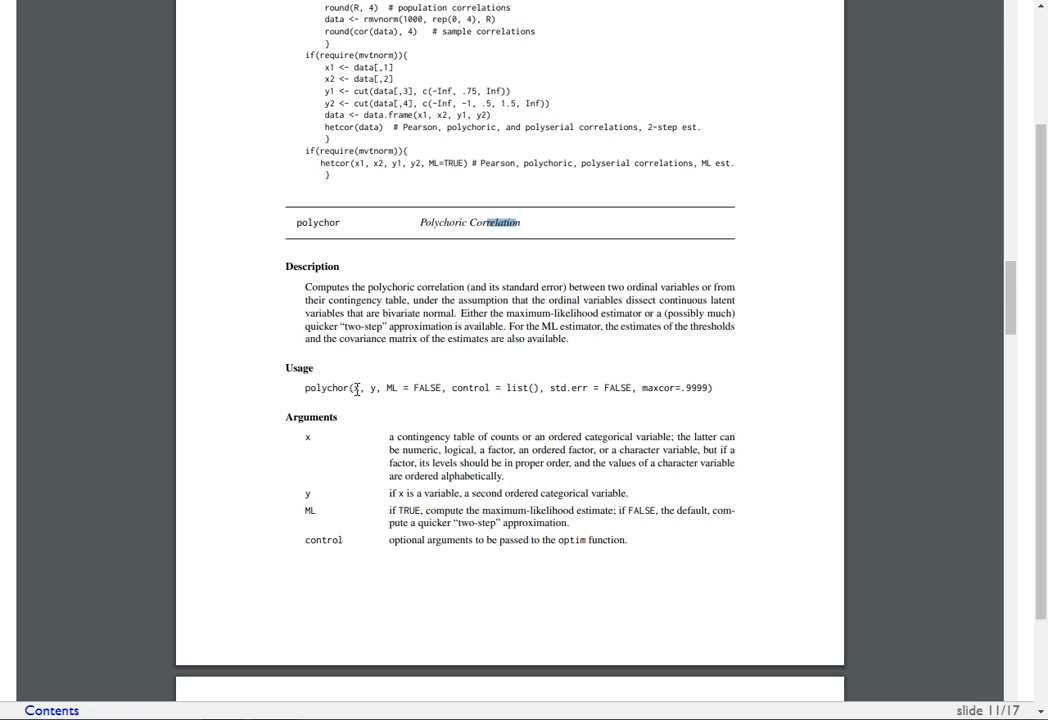 round(R, 4)  # population correlations
data <- rmvnorm(1000, rep(0, 4), R)
round(cor(data), 4)   # sample correlations
}
if(require(mvtnorm)){
x1 <- data[,1]
x2 <- data[,2]
y1 <- cut(data[,3], c(-Inf, .75, Inf))
y2 <- cut(data[,4], c(-Inf, -1, .5, 1.5, Inf))
data <- data.frame(x1, x2, y1, y2)
hetcor(data)  # Pearson, polychoric, and polyserial correlations, 2-step est.
}
if(require(mvtnorm)){
hetcor(x1, x2, y1, y2, ML=TRUE) # Pearson, polychoric, polyserial correlations, ML est.
}
polychor Polychoric Correlation
Description
Computes the polychoric correlation (and its standard error) between two ordinal variables or from
their contingency table, under the assumption that the ordinal variables dissect continuous latent
variables that are bivariate normal. Either the maximum-likelihood estimator or a (possibly much)
quicker “two-step” approximation is available. For the ML estimator, the estimates of the thresholds
and the covariance matrix of the estimates are also available.
Usage
polychor(x, y, ML = FALSE, control = list(), std.err = FALSE, maxcor=.9999)
Arguments
x a contingency table of counts or an ordered categorical variable; the latter can
be numeric, logical, a factor, an ordered factor, or a character variable, but if a
factor, its levels should be in proper order, and the values of a character variable
are ordered alphabetically.
y if x is a variable, a second ordered categorical variable.
ML if TRUE, compute the maximum-likelihood estimate; if FALSE, the default, com-
pute a quicker “two-step” approximation.
control optional arguments to be passed to the optim function.
Contents slide 11/17